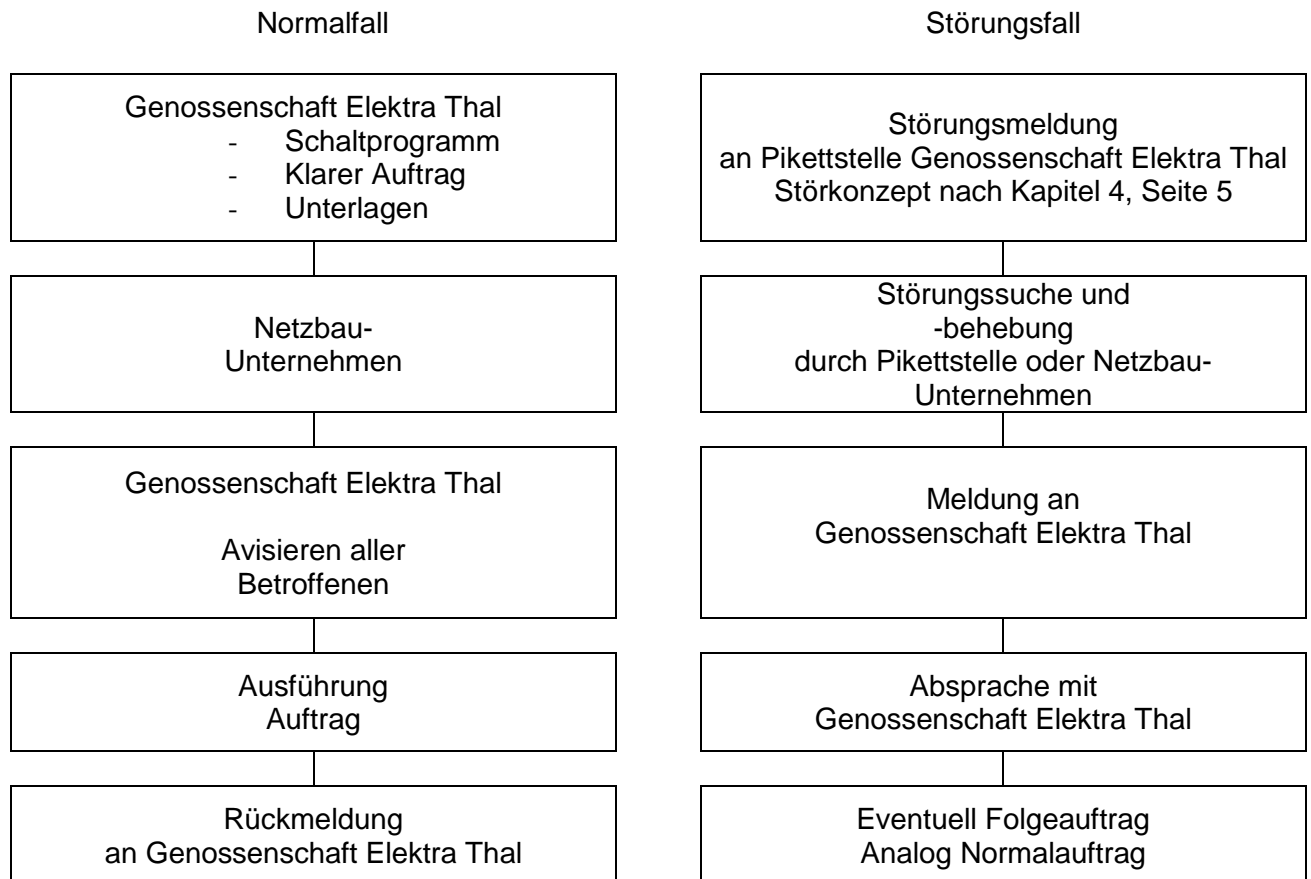 Normalfall
Genossenschaft Elektra Thal
- Schaltprogramm
- Klarer Auftrag
- Unterlagen
Netzbau-
Unternehmen
Genossenschaft Elektra Thal
Avisieren aller
Betroffenen
Ausführung
Auftrag
Rückmeldung
an Genossenschaft Elektra Thal
Störungsfall
Störungsmeldung
an Pikettstelle Genossenschaft Elektra Thal
Störkonzept nach Kapitel 4, Seite 5
Störungssuche und
-behebung
durch Pikettstelle oder Netzbau-
Unternehmen
Meldung an
Genossenschaft Elektra Thal
Absprache mit
Genossenschaft Elektra Thal
Eventuell Folgeauftrag
Analog Normalauftrag